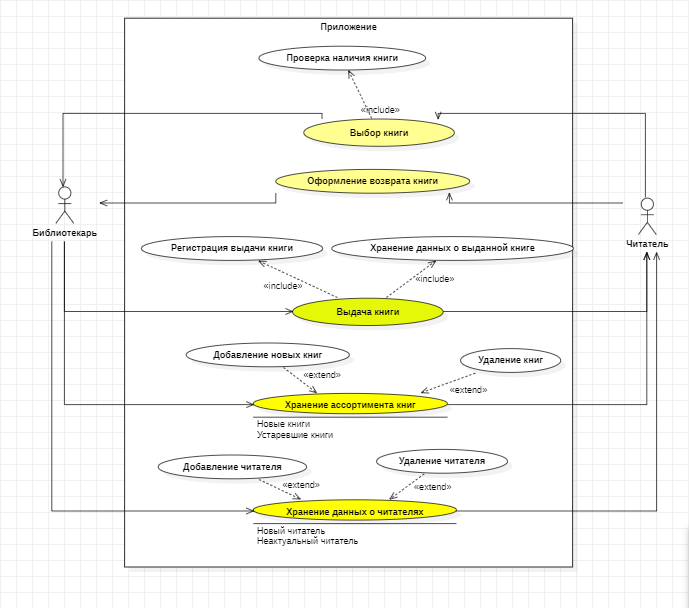 Приложение
Проверка наличия книги
«include»
Выбор книги
Оформление возврата книги
Библиотекарь
Читатель
Регистрация выдачи книги
Хранение данных о выданной книге
«include»
«include»
Выдача книги
Добавление новых книг
Удаление книг
«extend»
«extend»
Хранение ассортимента книг
Новые книги
Устаревшие книги
Добавление читателя
Удаление читателя
«extend»
«extend»
Хранение данных о читателях
Новый читатель
Неактуальный читатель